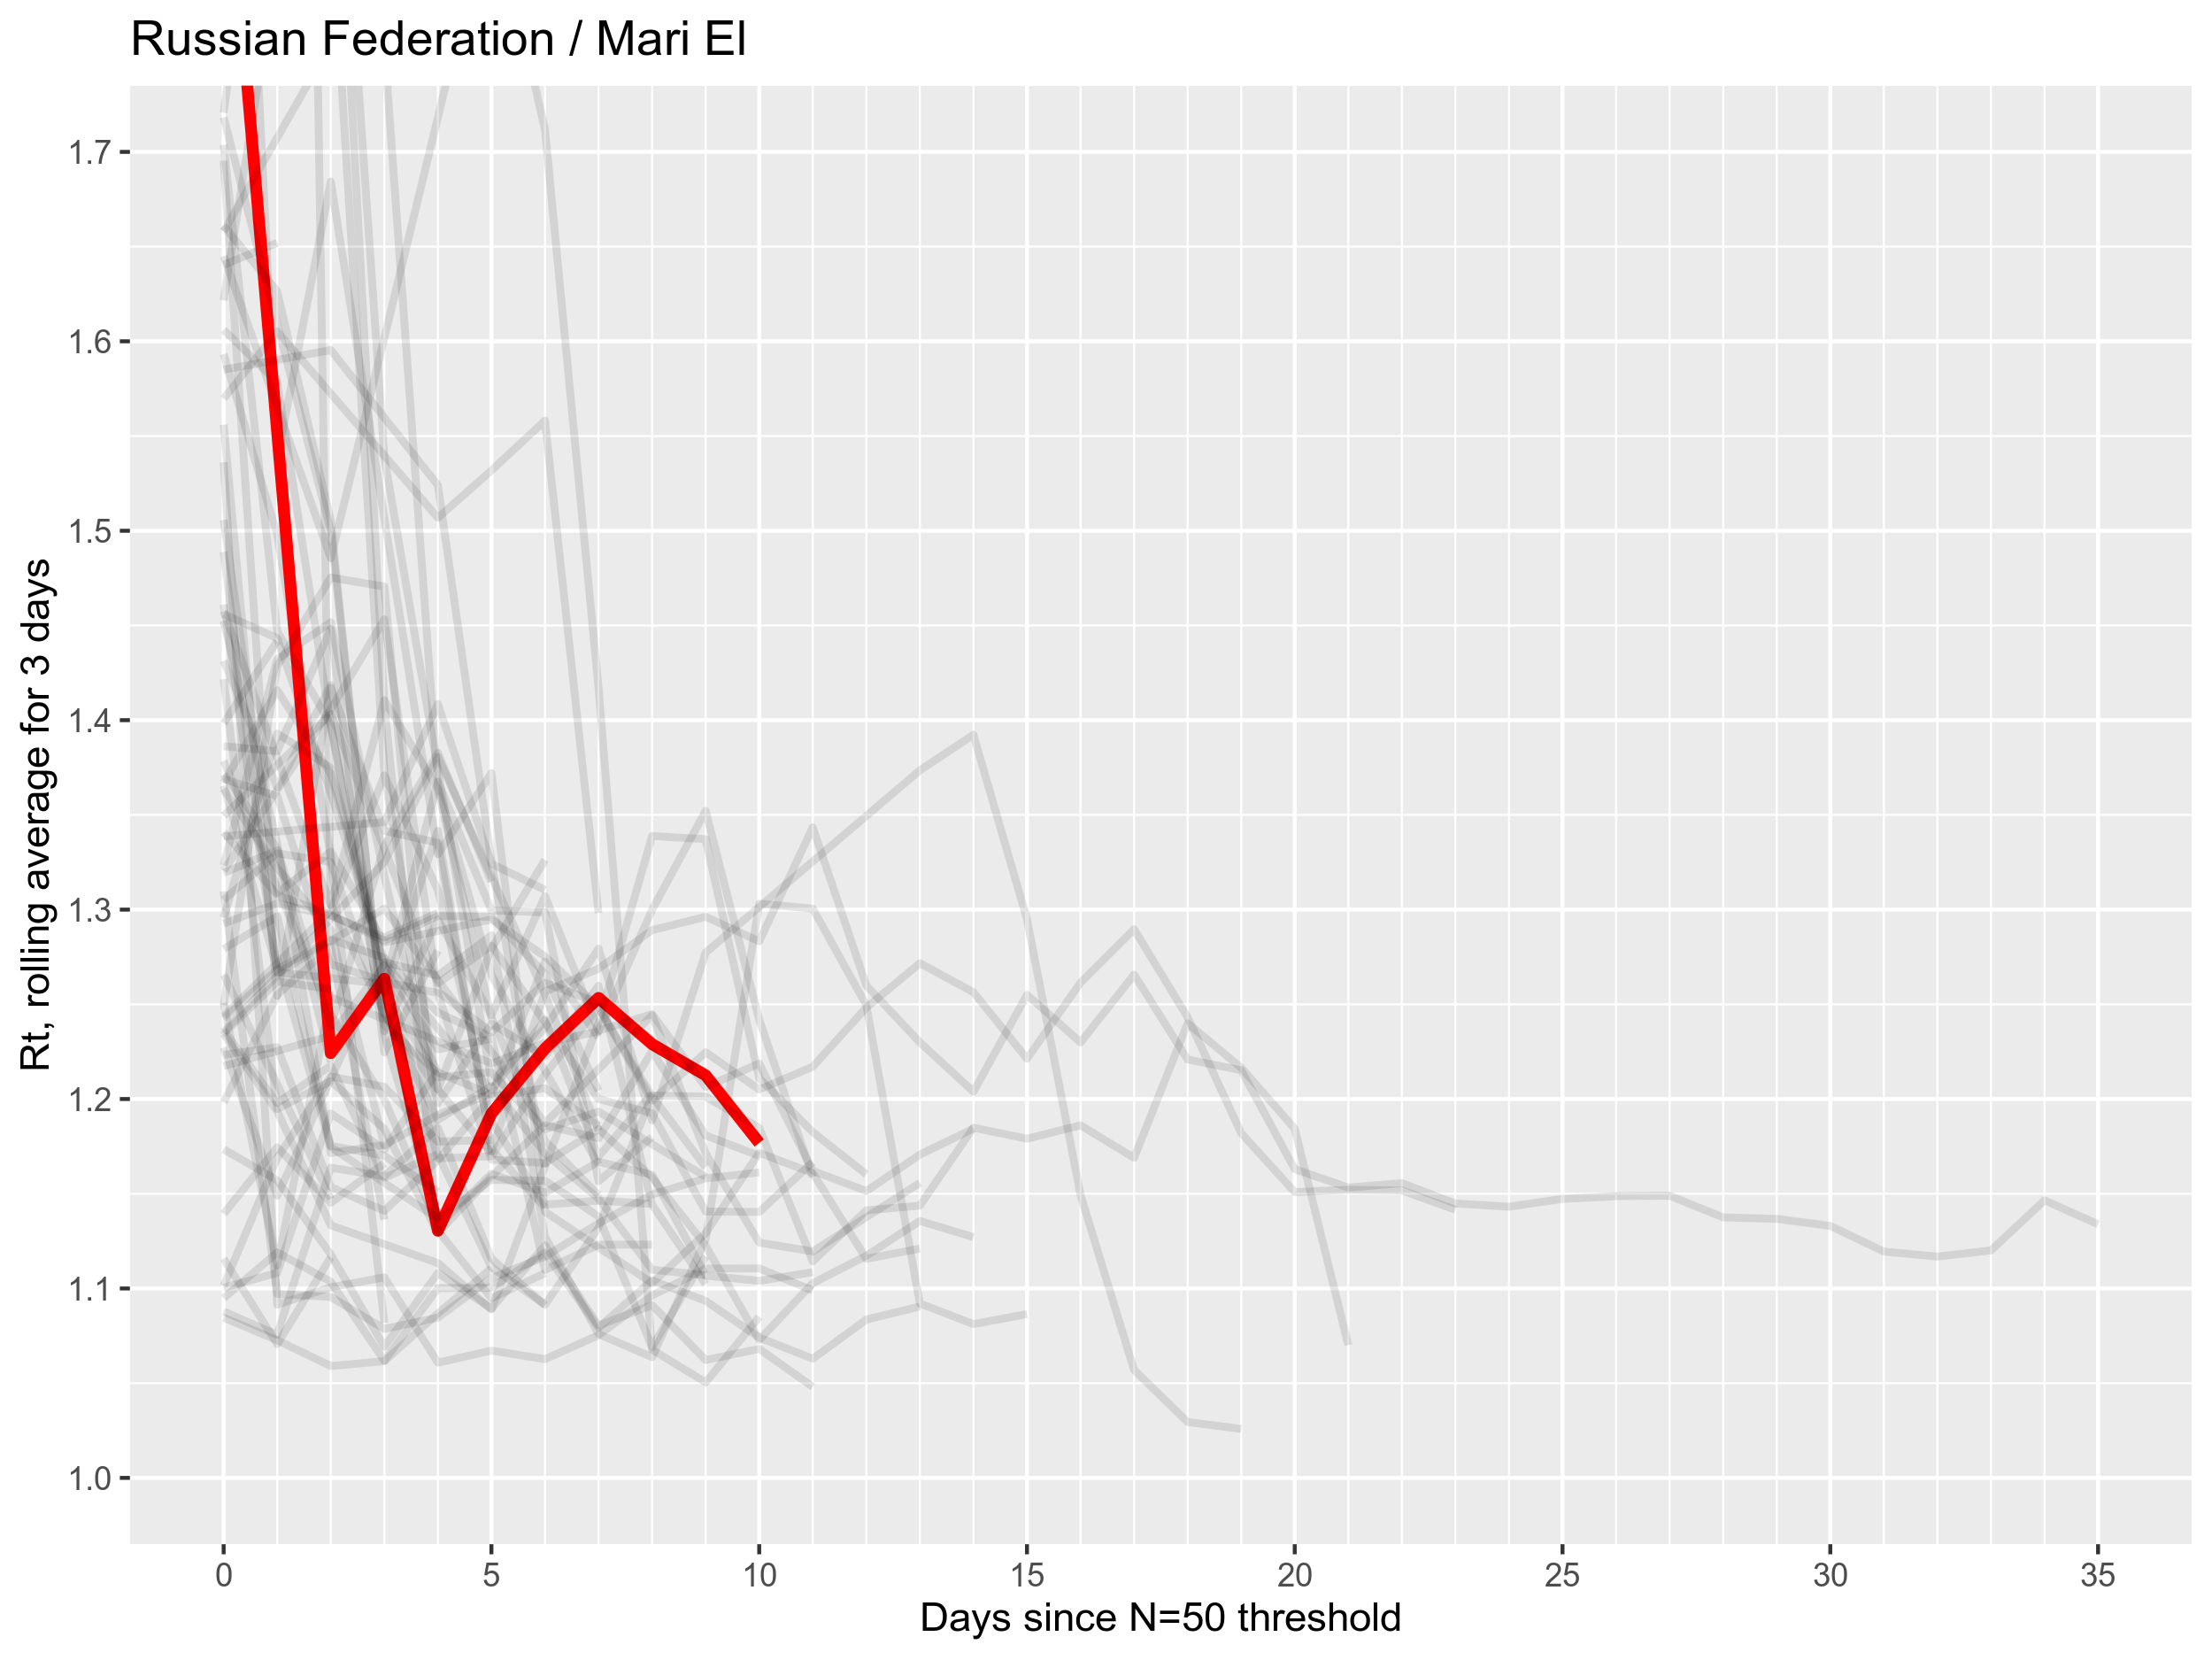 Russian Federation / Mari El
Rt, rolling average for 3 days
1.7
1.6
1.5
1.4
1.3
1.2
1.1
1.0
0 5 10 15 20 25 30 35
Days since N=50 threshold